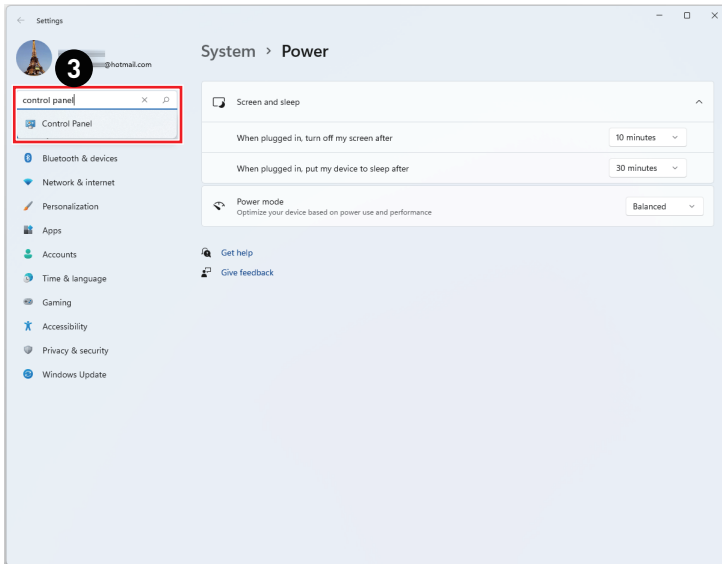 Settings
@hotmail.com
3
control panel
Control Panel
Bluetooth & devices
Network & internet
Personalization
Apps
Accounts
Time & language
Gaming
Accessibility
Privacy & security
Windows Update
System > Power
Screen and sleep
When plugged in, turn off my screen after
10 minutes
When plugged in, put my device to sleep after
30 minutes
Power mode
Optimize your device based on power use and performance
Balanced
Get help
Give feedback